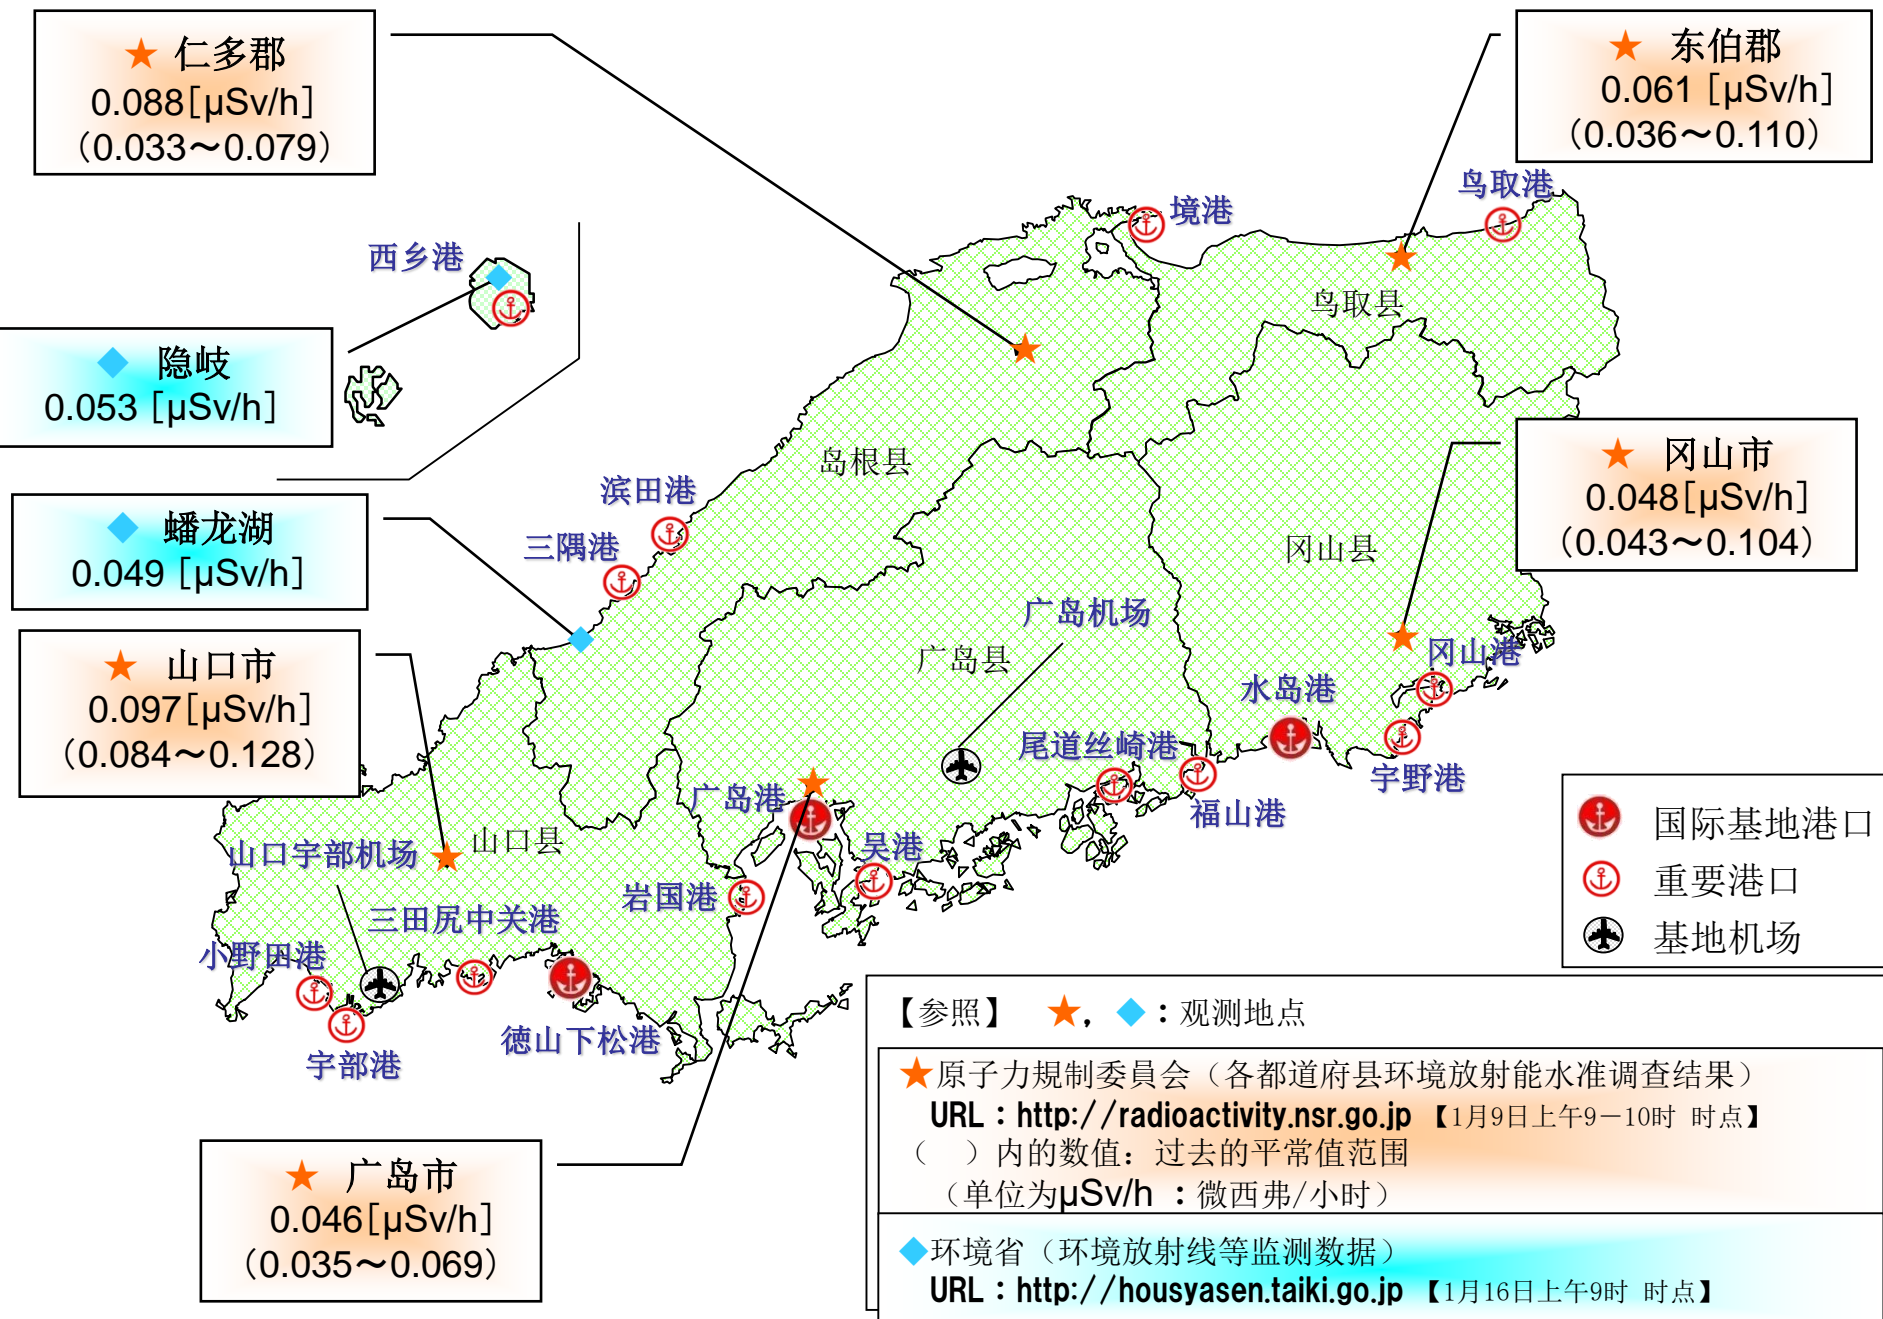 ★ 仁多郡
0.088[μSv/h]
（0.033～0.079）
★ 东伯郡
0.061 [μSv/h]
（0.036～0.110）
鸟取港
境港
西乡港
鸟取县
◆ 隐岐
0.053 [μSv/h]
岛根县
★ 冈山市
0.048[μSv/h]
（0.043～0.104）
滨田港
◆ 蟠龙湖
0.049 [μSv/h]
三隅港
冈山县
广岛机场
★ 山口市
0.097[μSv/h]
（0.084～0.128）
广岛县
冈山港
水岛港
尾道丝崎港
宇野港
广岛港
福山港
山口县
山口宇部机场
吴港
岩国港
三田尻中关港
小野田港
德山下松港
宇部港
国际基地港口
重要港口
基地机场
【参照】 ★，◆：观测地点
★原子力規制委員会（各都道府县环境放射能水准调查结果）
URL：http://radioactivity.nsr.go.jp 【1月9日上午9－10时 时点】
（ ）内的数值：过去的平常值范围
（单位为μSv/h ：微西弗/小时）
★ 广岛市
0.046[μSv/h]
（0.035～0.069）
◆环境省（环境放射线等监测数据）
URL：http://housyasen.taiki.go.jp 【1月16日上午9时 时点】